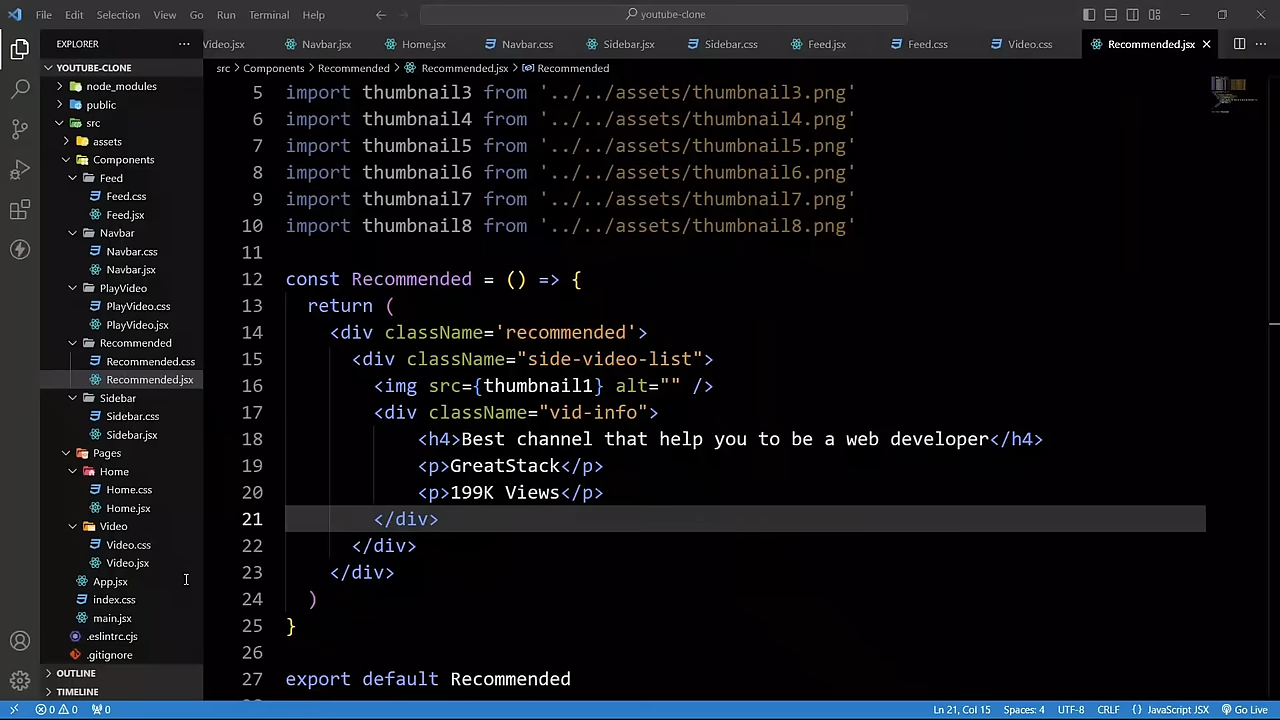 File Edit Selection View Go Run Terminal Help
youtube-clone
EXPLORER
Video.jsx Navbar.jsx Home.jsx Navbar.css Sidebar.jsx Sidebar.css Feed.jsx Feed.css Video.css Recommended.jsx
YOUTUBE-CLONE
node_modules
public
src
assets
Components
Feed
Feed.css
Feed.jsx
Navbar
Navbar.css
Navbar.jsx
PlayVideo
PlayVideo.css
PlayVideo.jsx
Recommended
Recommended.css
Recommended.jsx
Sidebar
Sidebar.css
Sidebar.jsx
Pages
Home
Home.css
Home.jsx
Video
Video.css
Video.jsx
App.jsx
index.css
main.jsx
.eslintrc.cjs
.gitignore
OUTLINE
TIMELINE
src > Components > Recommended > Recommended.jsx > Recommended
5 import thumbnail3 from '../../assets/thumbnail3.png'
6 import thumbnail4 from '../../assets/thumbnail4.png'
7 import thumbnail5 from '../../assets/thumbnail5.png'
8 import thumbnail6 from '../../assets/thumbnail6.png'
9 import thumbnail7 from '../../assets/thumbnail7.png'
10 import thumbnail8 from '../../assets/thumbnail8.png'
11
12 const Recommended = () => {
13 return (
14 <div className='recommended'>
15 <div className="side-video-list">
16 <img src={thumbnail1} alt="" />
17 <div className="vid-info">
18 <h4>Best channel that help you to be a web developer</h4>
19 <p>GreatStack</p>
20 <p>199K Views</p>
21 </div>
22 </div>
23 </div>
24 )
25 }
26
27 export default Recommended
0 0 0 Ln 21, Col 15 Spaces: 4 UTF-8 CRLF {} JavaScript JSX Go Live